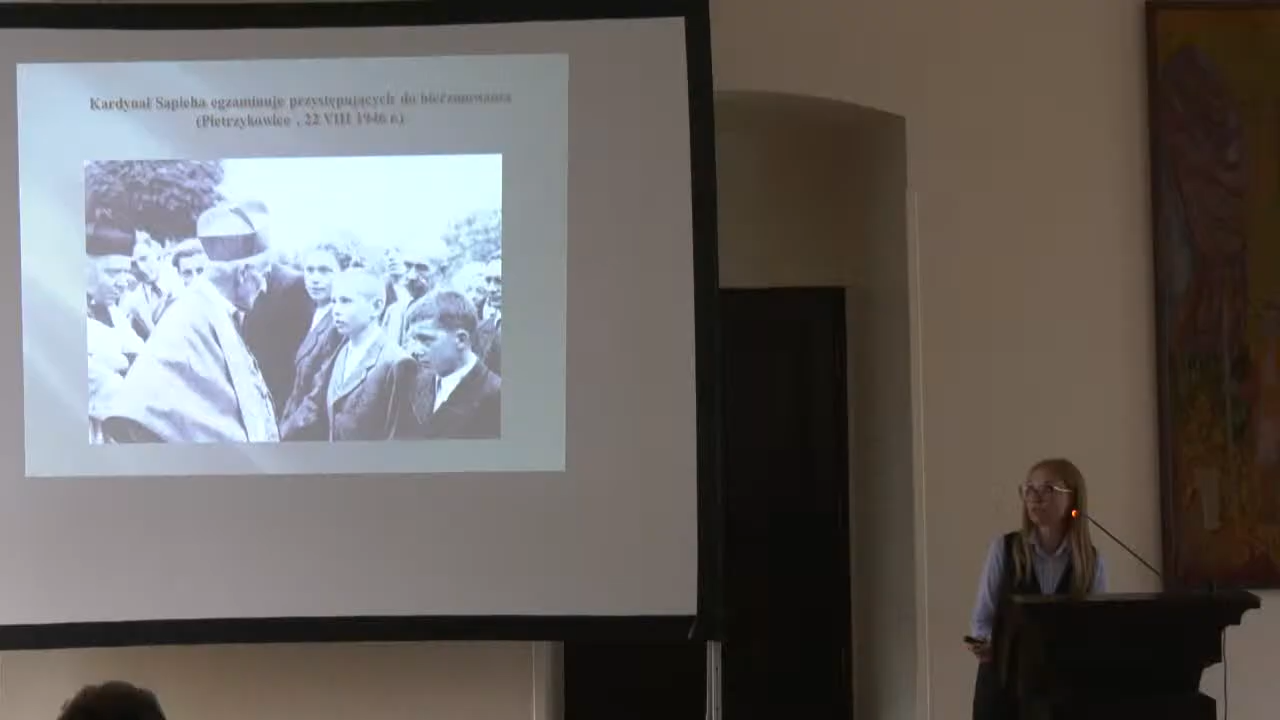 Kardynał Sapieha egzaminuje przystępujących do bierzmowania
(Pietrzykowice , 22 VIII 1946 r.)